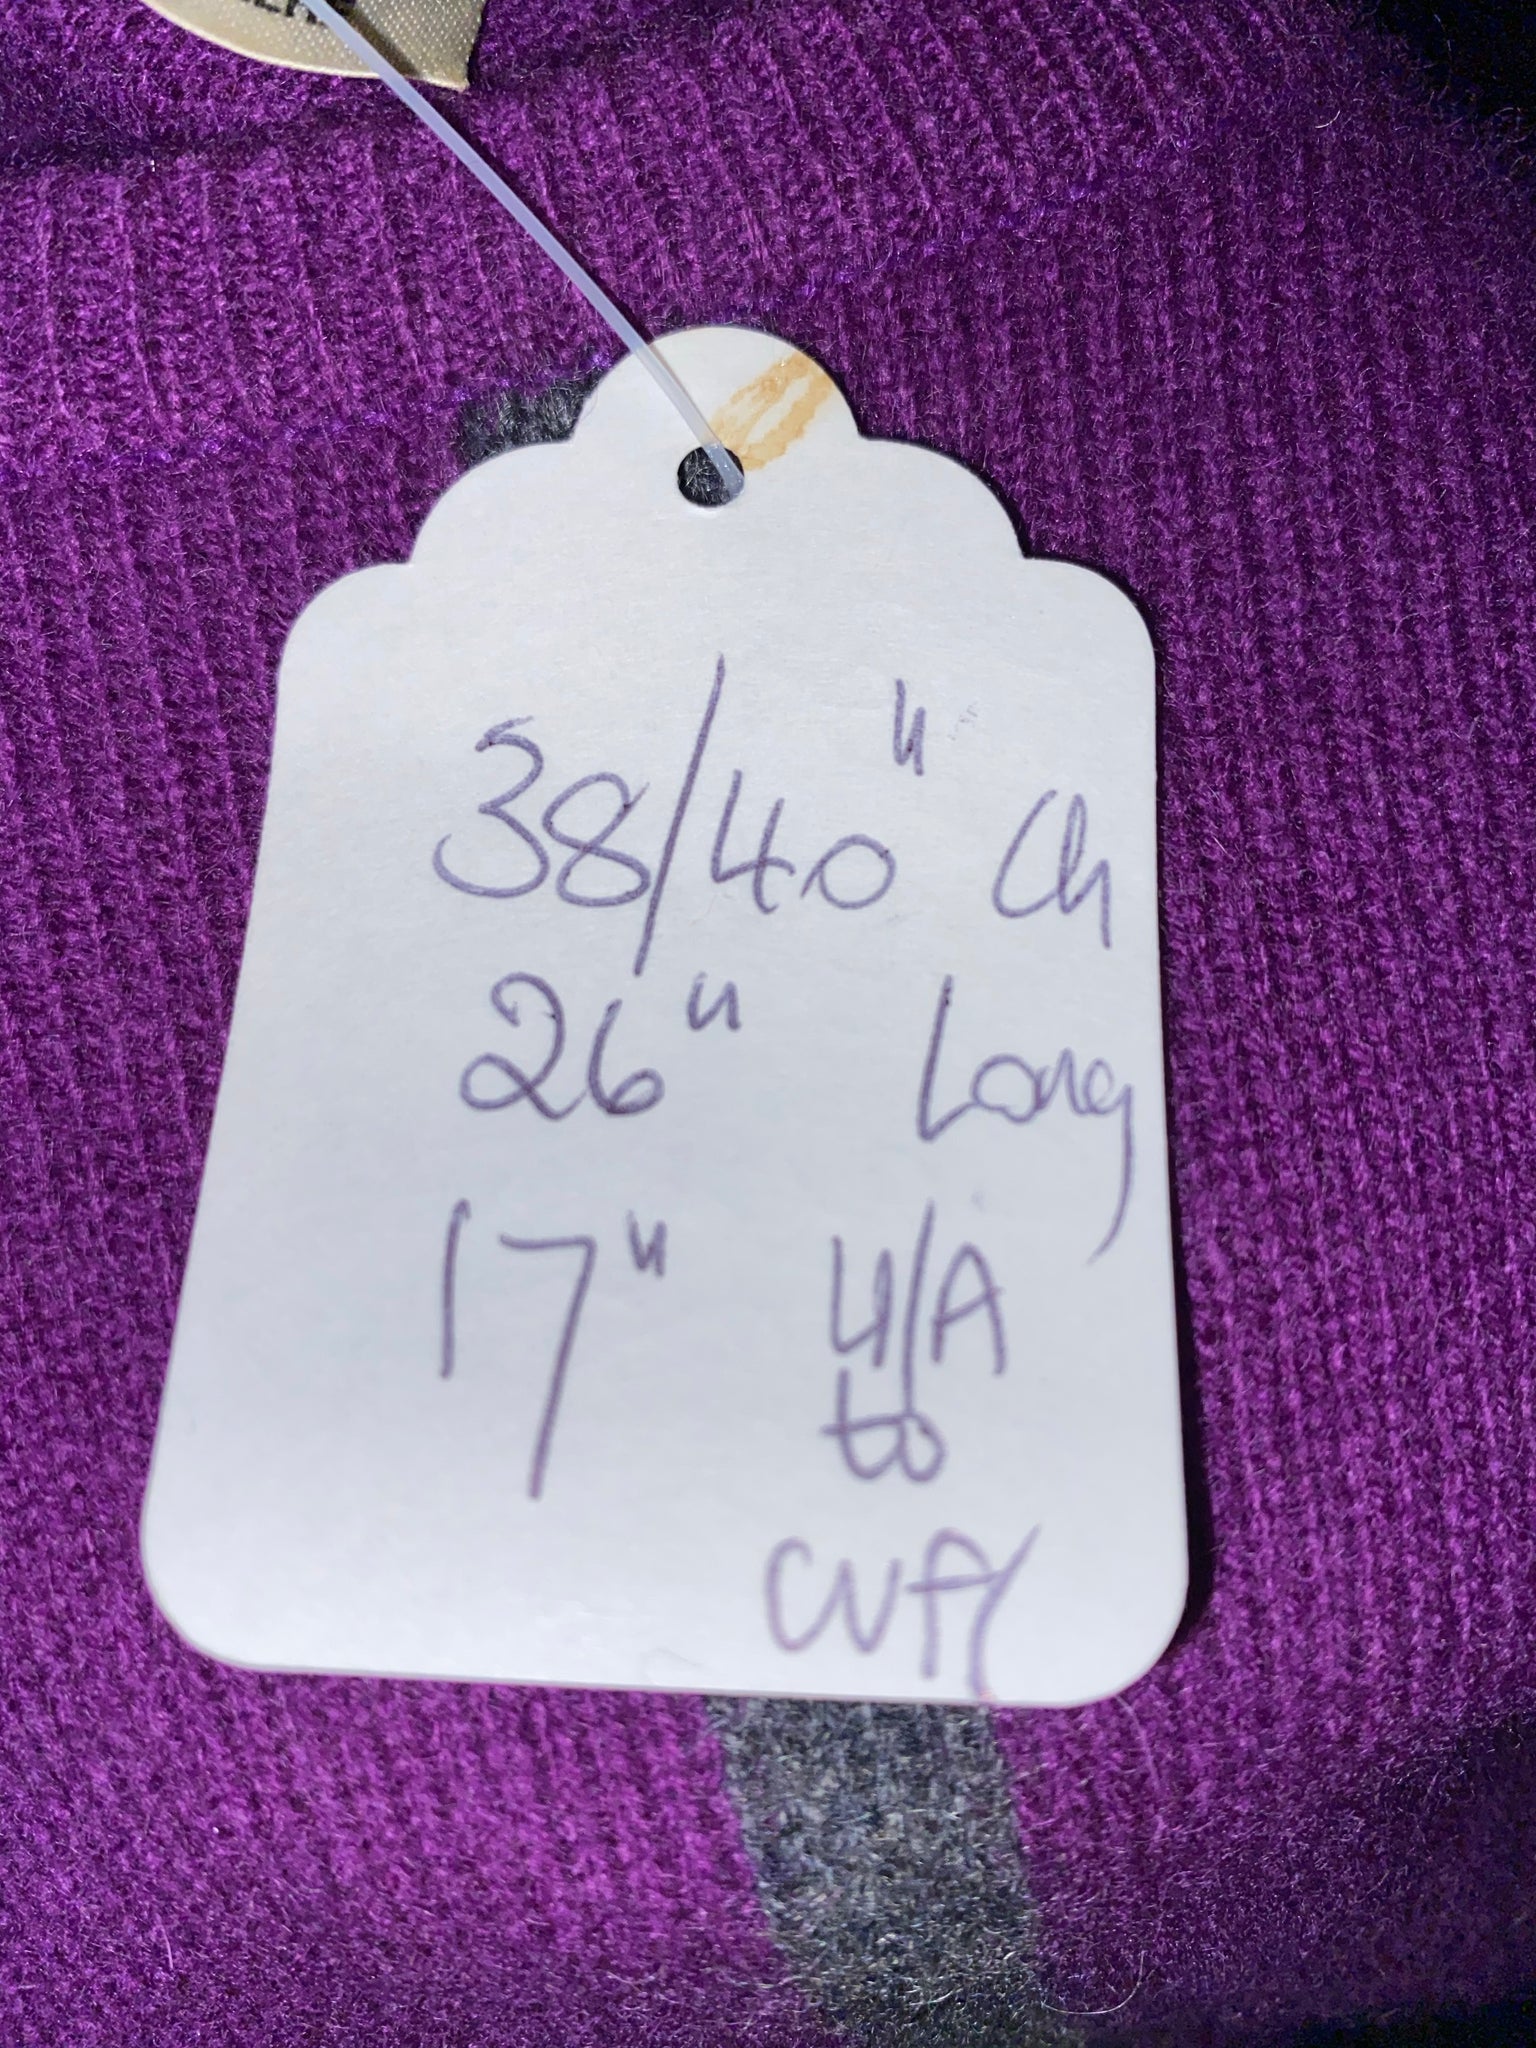 38/40" Ch
26" Long
17" U/A
to
cuff